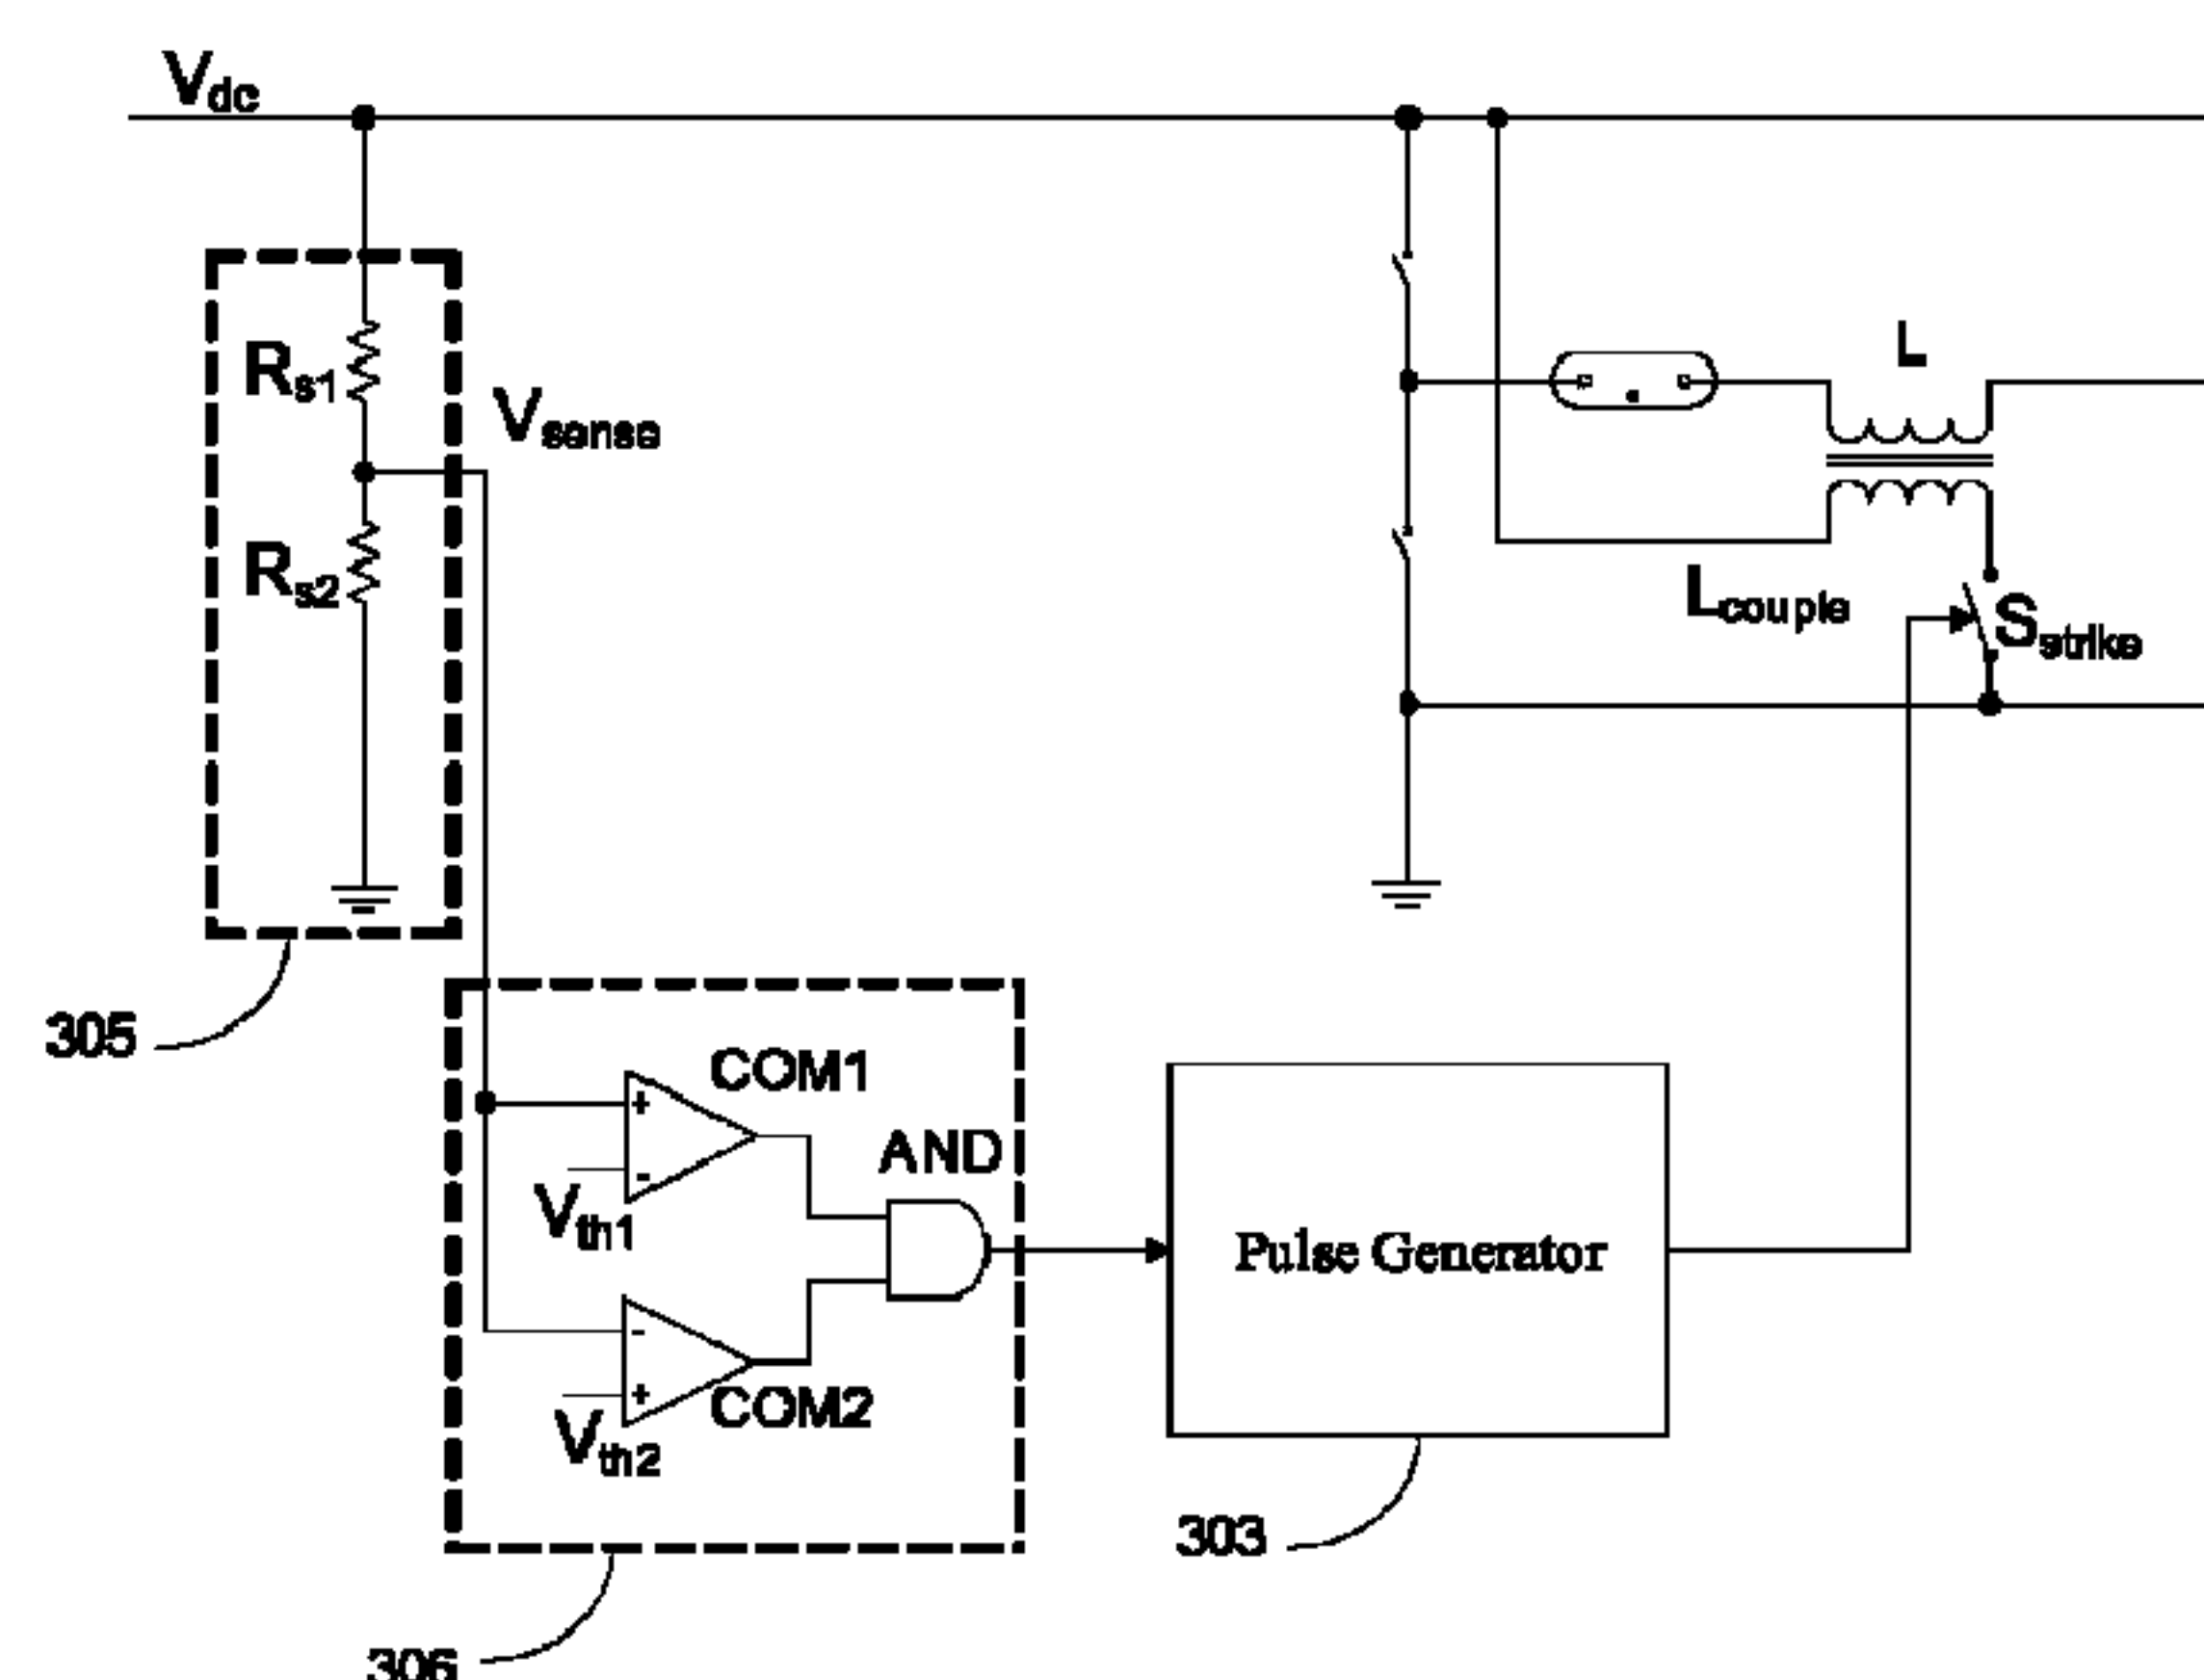 Vdc
Rs1
Vsense
L
Rs2
Lcouple
Sstrike
305
COM1
+
-
AND
Vth1
Pulse Generator
-
+
COM2
Vth2
303
306